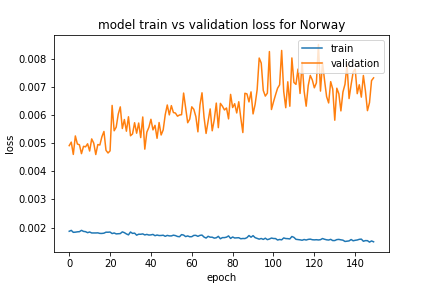 model train vs validation loss for Norway
train
validation
loss
0.008
0.007
0.006
0.005
0.004
0.003
0.002
0 20 40 60 80 100 120 140
epoch